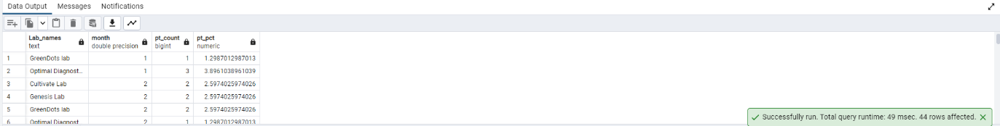 Data Output Messages Notifications
Lab_names month pt_count pt_pct
text double precision bigint numeric
1 GreenDots lab 1 1 1.2987012987013
2 Optimal Diagnost... 1 3 3.8961038961039
3 Cultivate Lab 2 2 2.5974025974026
4 Genesis Lab 2 2 2.5974025974026
5 GreenDots lab 2 2 2.5974025974026
6 Optimal Diagnost... 2 1 1.2987012987013
Successfully run. Total query runtime: 49 msec. 44 rows affected.